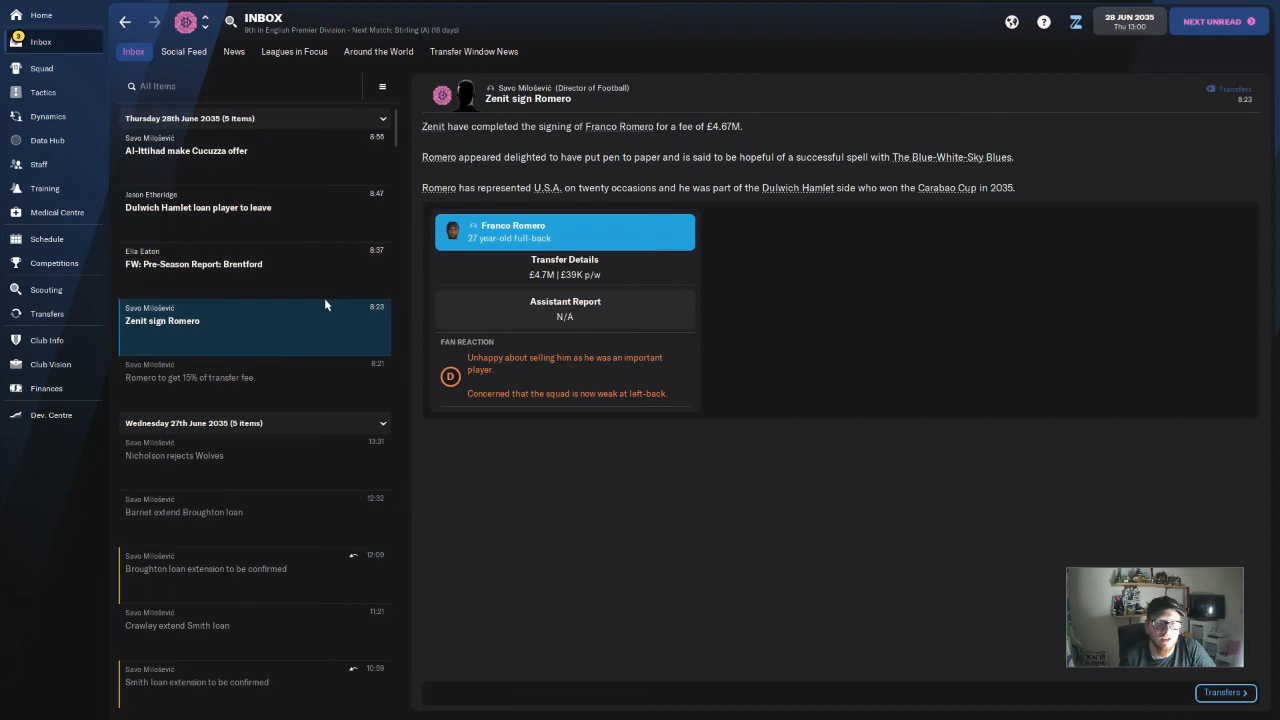 Home
3
Inbox
Squad
Tactics
Dynamics
Data Hub
Staff
Training
Medical Centre
Schedule
Competitions
Scouting
Transfers
Club Info
Club Vision
Finances
Dev. Centre
INBOX
9th in English Premier Division - Next Match: Stirling (A) (16 days)
28 JUN 2035
Thu 13:00
NEXT UNREAD
Inbox
Social Feed
News
Leagues in Focus
Around the World
Transfer Window News
All Items
Thursday 28th June 2035 (5 items)
Savo Milošević 8:56
Al-Ittihad make Cucuzza offer
Jason Etheridge 8:47
Dulwich Hamlet loan player to leave
Ella Eaton 8:37
FW: Pre-Season Report: Brentford
Savo Milošević 8:23
Zenit sign Romero
Savo Milošević 8:21
Romero to get 15% of transfer fee
Wednesday 27th June 2035 (5 items)
Savo Milošević 13:31
Nicholson rejects Wolves
Savo Milošević 12:32
Barnet extend Broughton loan
Savo Milošević 12:09
Broughton loan extension to be confirmed
Savo Milošević 11:21
Crawley extend Smith loan
Savo Milošević 10:59
Smith loan extension to be confirmed
Savo Milošević (Director of Football)
Zenit sign Romero
Transfers
8:23
Zenit have completed the signing of Franco Romero for a fee of £4.67M.
Romero appeared delighted to have put pen to paper and is said to be hopeful of a successful spell with The Blue-White-Sky Blues.
Romero has represented U.S.A. on twenty occasions and he was part of the Dulwich Hamlet side who won the Carabao Cup in 2035.
Franco Romero
27 year-old full-back
Transfer Details
£4.7M | £39K p/w
Assistant Report
N/A
FAN REACTION
D
Unhappy about selling him as he was an important
player.
Concerned that the squad is now weak at left-back.
Transfers